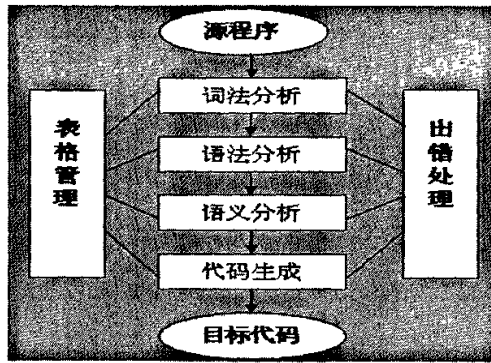 源程序
词法分析
表格管理
出错处理
语法分析
语义分析
代码生成
目标代码